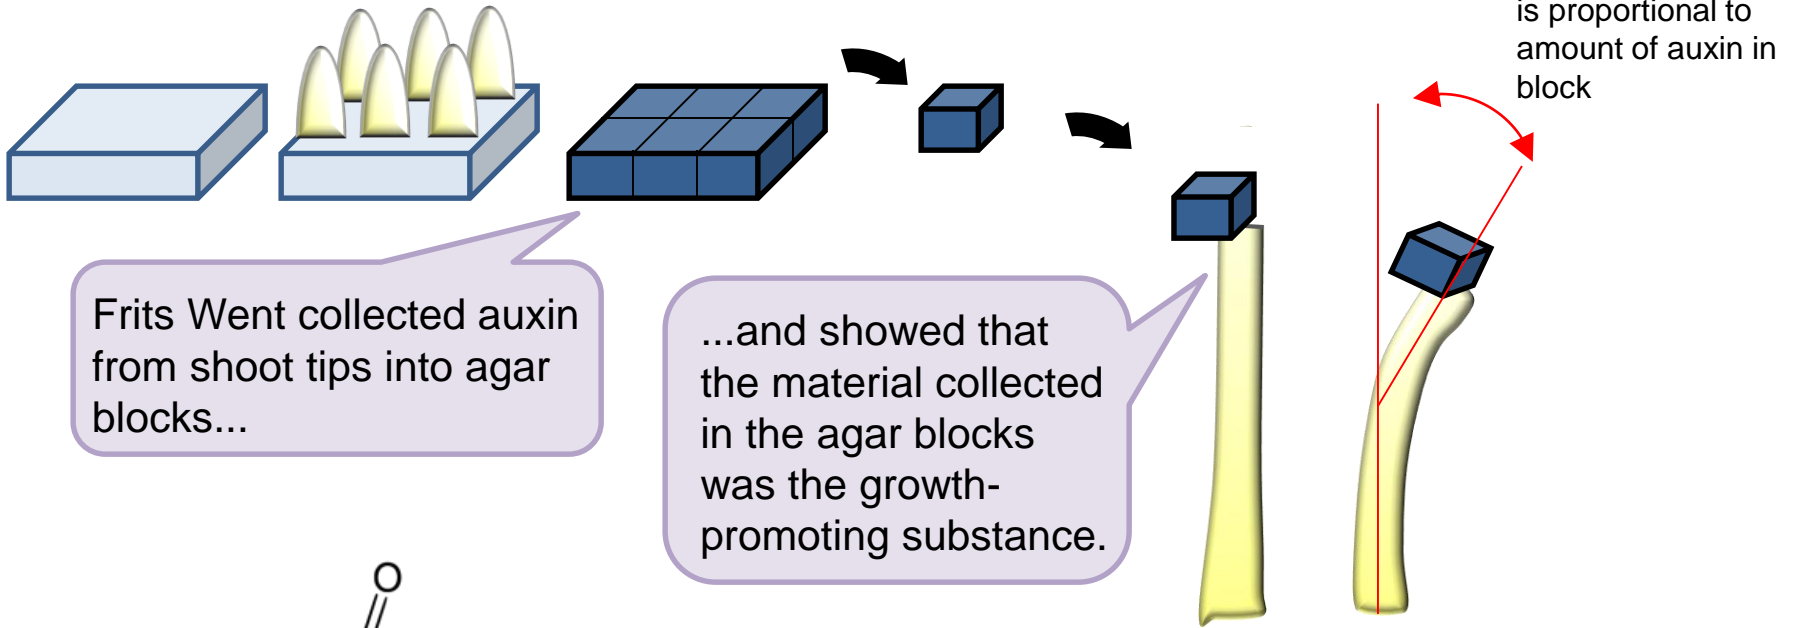 is proportional to
amount of auxin in
block
Frits Went collected auxin
from shoot tips into agar
blocks...
...and showed that
the material collected
in the agar blocks
was the growth-
promoting substance.
O